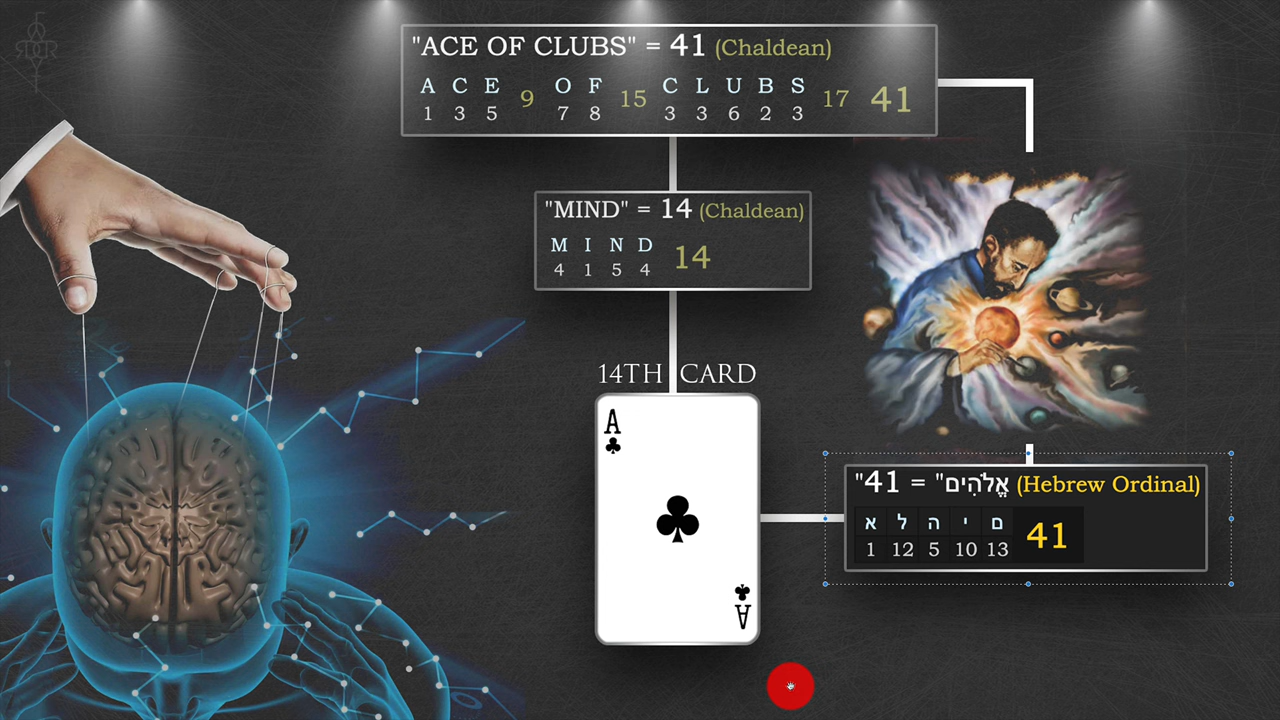 "ACE OF CLUBS" = 41 (Chaldean)
A C E 9 O F 15 C L U B S 17 41
1 3 5 7 8 3 3 6 2 3
"MIND" = 14 (Chaldean)
M I N D 14
4 1 5 4
14TH CARD
A
A
"41 = "אֱלֹהִים (Hebrew Ordinal)
א ל ה י ם 41
1 12 5 10 13